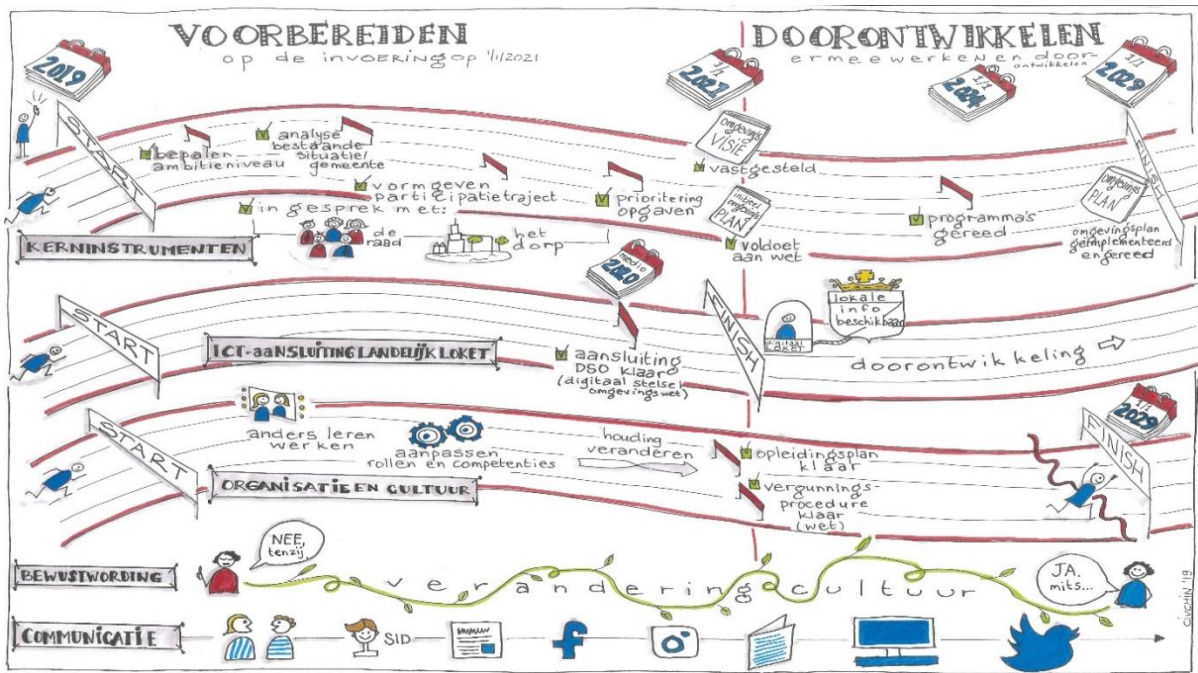 VOORBEREIDEN
op de invoering op 1/1/2021
DOORONTWIKKELEN
ermee werken en door-
ontwikkelen
2019
1/1
2021
1/1
2024
1/1
2029
START
bepalen
ambitieniveau
analyse
bestaande
situatie/
gemeente
vormgeven
participatietraject
in gesprek met:
de
raad
het
dorp
prioritering
opgaven
omgevings
VISIE
vastgesteld
omgevings
PLAN
voldoet
aan wet
programma's
gereed
omgevings
PLAN
omgevingsplan
geïmplementeerd
en gereed
FINISH
KERNINSTRUMENTEN
medio
2020
START
ICT-AANSLUITING LANDELIJK LOKET
aansluiting
DSO klaar
(digitaal stelsel
omgevingswet)
FINISH
digitaal
LOKET
lokale
info
beschikbaar
doorontwikkeling
START
anders leren
werken
aanpassen
rollen en competenties
houding
veranderen
opleidingsplan
klaar
vergunnings
procedure
klaar
(wet)
1/1
2029
FINISH
ORGANISATIE EN CULTUUR
BEWUSTWORDING
NEE,
tenzij
verandering cultuur
JA,
mits...
COMMUNICATIE
SID